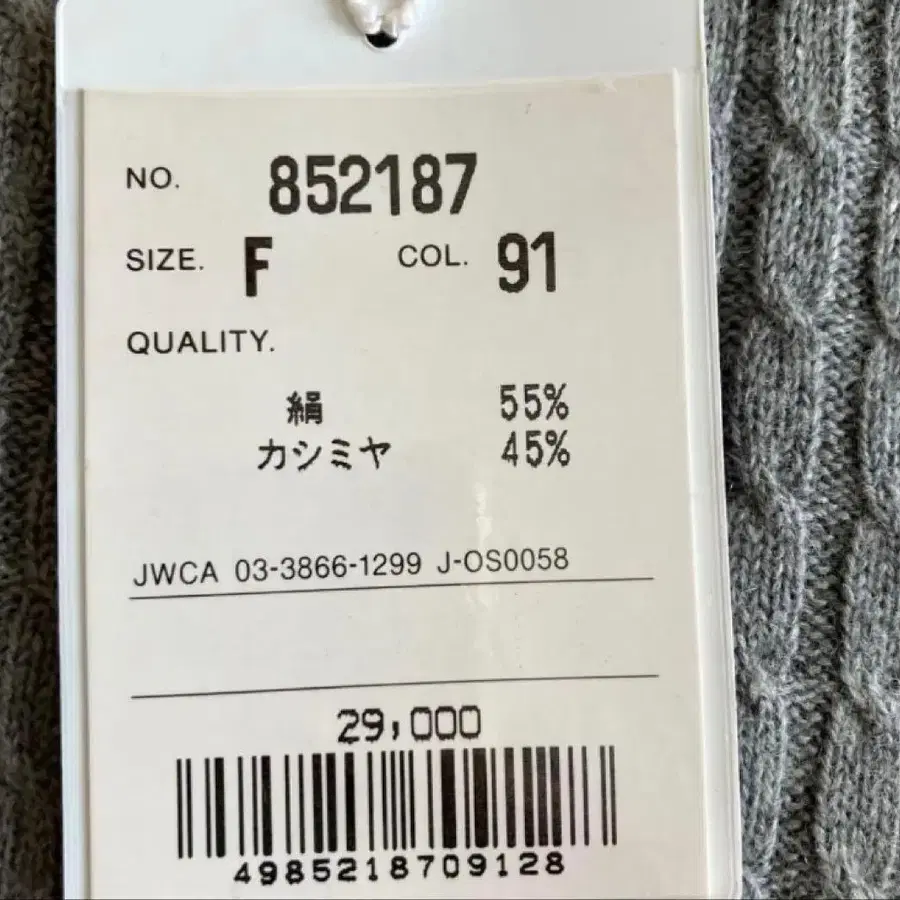 NO. 852187
SIZE. F COL. 91
QUALITY.
絹 55%
カシミヤ 45%
JWCA 03-3866-1299 J-OS0058
29,000
4985218709128